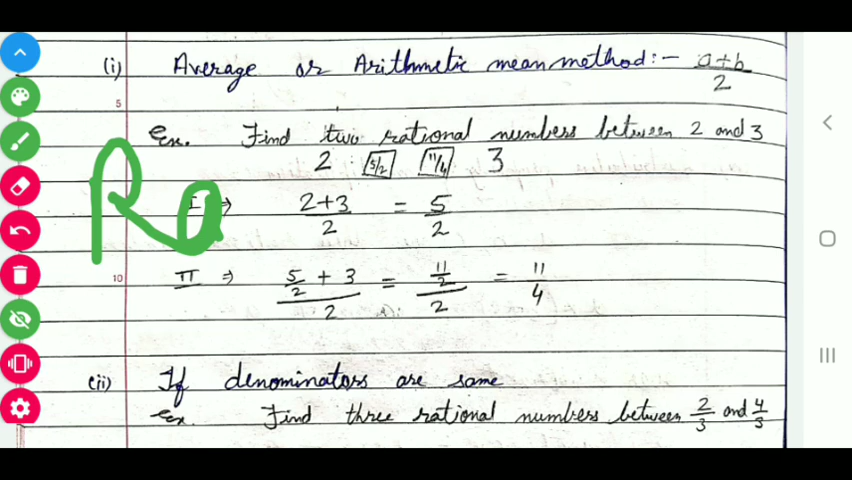 (i) Average or Arithmetic mean method:- a+b/2
5
Ex. Find two rational numbers between 2 and 3
2 5/2 11/4 3
Ra
I ⇒ 2+3/2 = 5/2
10
II ⇒ 5/2 + 3/2 = 11/2/2 = 11/4
(ii) If denominators are same
Ex. Find three rational numbers between 2/3 and 4/3